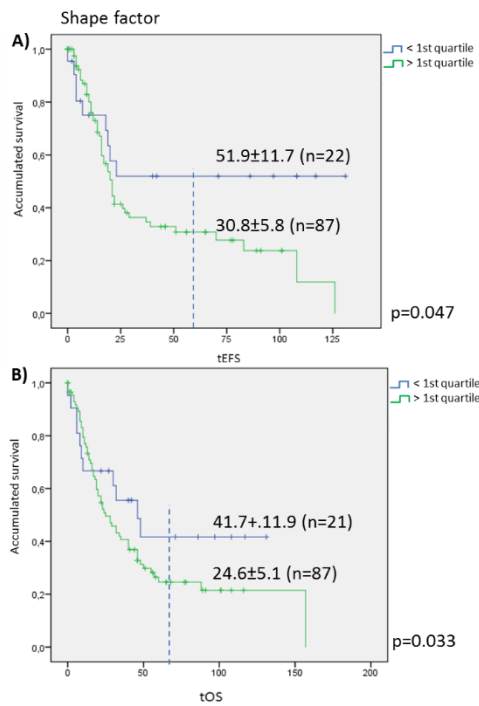 Shape factor
A)
< 1st quartile
> 1st quartile
1,0
0,8
0,6
0,4
0,2
0,0
Accumulated survival
51.9±11.7 (n=22)
30.8±5.8 (n=87)
0
25
50
75
100
125
tEFS
p=0.047
B)
< 1st quartile
> 1st quartile
1,0
0,8
0,6
0,4
0,2
0,0
Accumulated survival
41.7+.11.9 (n=21)
24.6±5.1 (n=87)
0
50
100
150
200
tOS
p=0.033